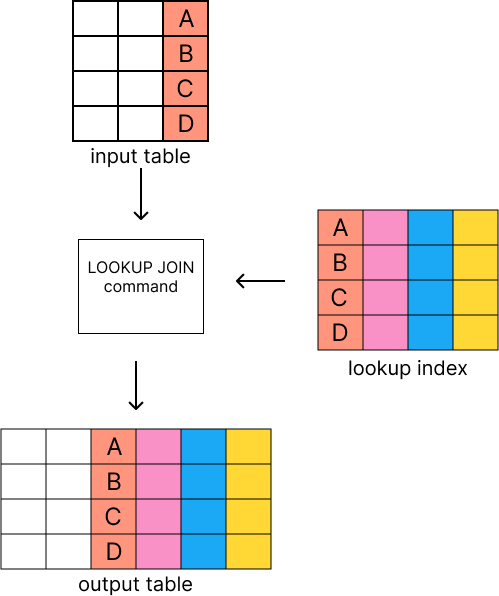 A
B
C
D
input table
LOOKUP JOIN
command
A
B
C
D
lookup index
A
B
C
D
output table